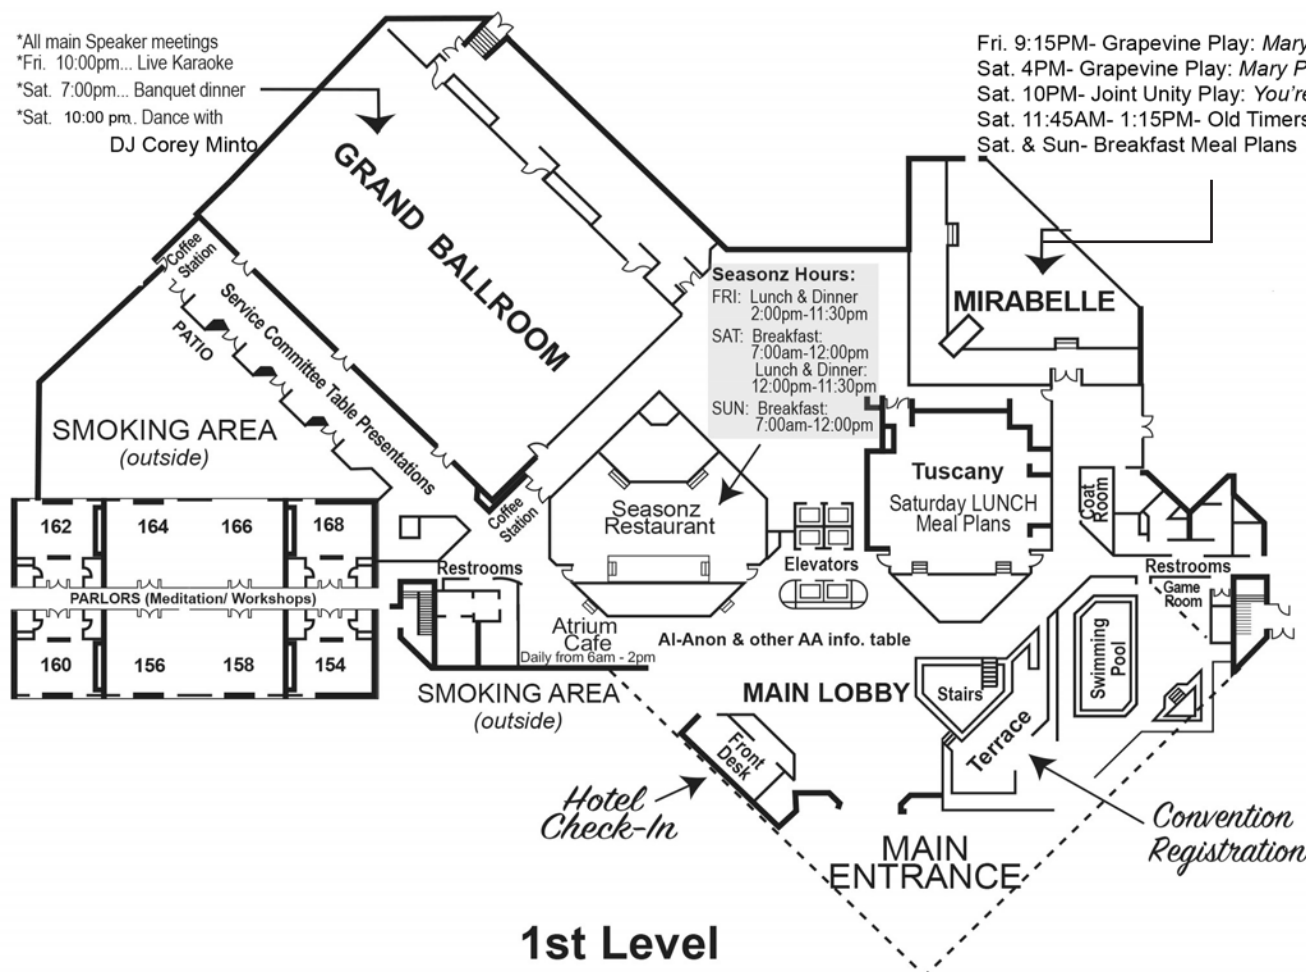 *All main Speaker meetings
*Fri. 10:00pm... Live Karaoke
*Sat. 7:00pm... Banquet dinner
*Sat. 10:00 pm.. Dance with
DJ Corey Minto
Fri. 9:15PM- Grapevine Play: Mary
Sat. 4PM- Grapevine Play: Mary P
Sat. 10PM- Joint Unity Play: You're
Sat. 11:45AM- 1:15PM- Old Timers
Sat. & Sun- Breakfast Meal Plans
GRAND BALLROOM
Coffee
Station
Service Committee Table Presentations
PATIO
SMOKING AREA
(outside)
Seasonz Hours:
FRI: Lunch & Dinner
2:00pm-11:30pm
SAT: Breakfast:
7:00am-12:00pm
Lunch & Dinner:
12:00pm-11:30pm
SUN: Breakfast:
7:00am-12:00pm
MIRABELLE
Tuscany
Saturday LUNCH
Meal Plans
Coat
Room
Seasonz
Restaurant
Coffee
Station
Elevators
Restrooms
Restrooms
Game
Room
162
164
166
168
PARLORS (Meditation/ Workshops)
160
156
158
154
Atrium
Cafe
Daily from 6am - 2pm
Al-Anon & other AA info. table
SMOKING AREA
(outside)
MAIN LOBBY
Stairs
Swimming
Pool
Terrace
Front
Desk
Hotel
Check-In
Convention
Registration
MAIN
ENTRANCE
1st Level